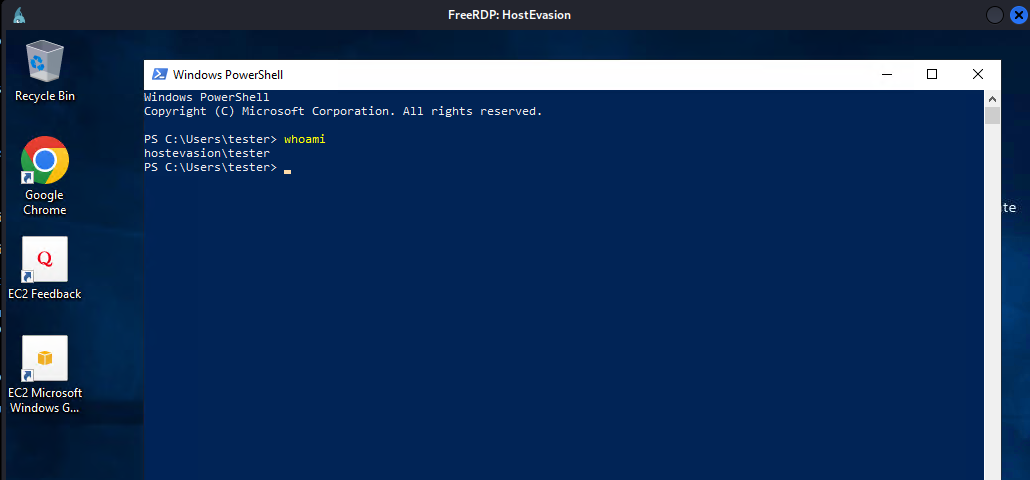 FreeRDP: HostEvasion
Recycle Bin
Google
Chrome
EC2 Feedback
EC2 Microsoft
Windows G...
Windows PowerShell
Windows PowerShell
Copyright (C) Microsoft Corporation. All rights reserved.
PS C:\Users\tester> whoami
hostevasion\tester
PS C:\Users\tester>
te